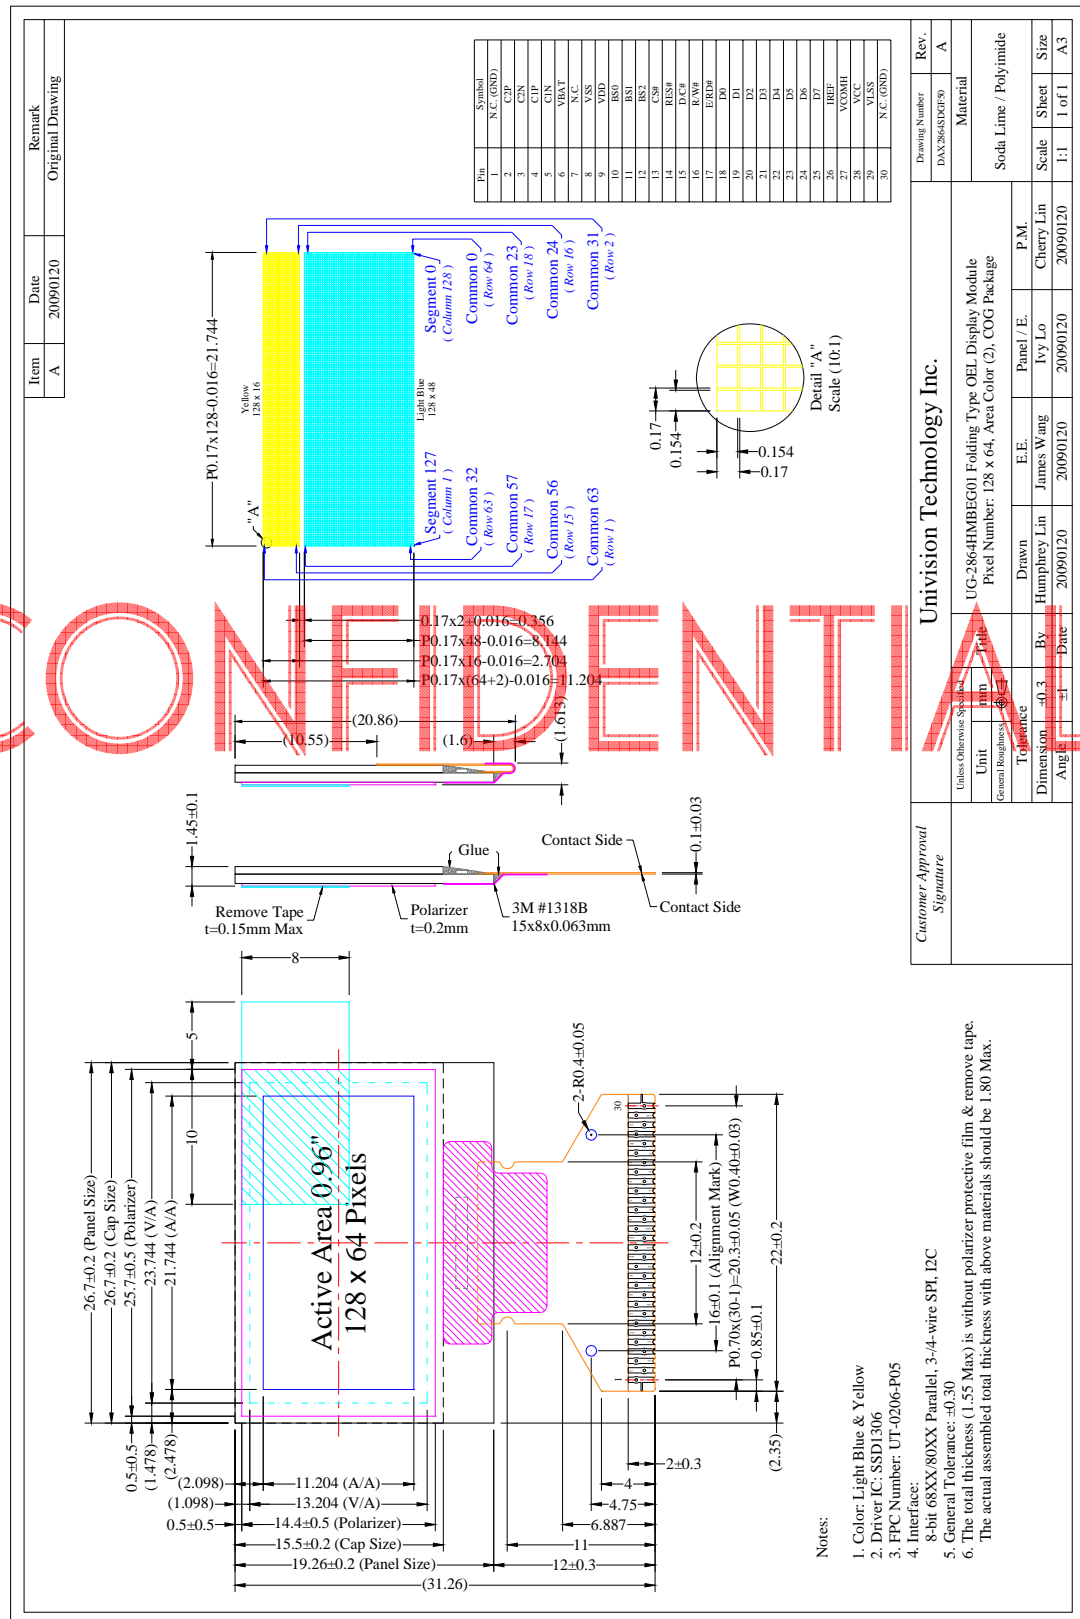 Item Date Remark
A 20090120 Original Drawing
Pin Symbol
1 N.C. (GND)
2 C2P
3 C2N
4 C1P
5 C1N
6 VBAT
7 N.C.
8 VSS
9 VDD
10 BS0
11 BS1
12 BS2
13 CS#
14 RES#
15 D/C#
16 R/W#
17 E/RD#
18 D0
19 D1
20 D2
21 D3
22 D4
23 D5
24 D6
25 D7
26 IREF
27 VCOMH
28 VCC
29 VLSS
30 N.C. (GND)
P0.17x128-0.016=21.744
"A"
Yellow
128 x 16
Light Blue
128 x 48
Segment 127
( Column 1 )
Common 32
( Row 63 )
Common 57
( Row 17 )
Common 56
( Row 15 )
Common 63
( Row 1 )
Segment 0
( Column 128 )
Common 0
( Row 64 )
Common 23
( Row 18 )
Common 24
( Row 16 )
Common 31
( Row 2 )
0.17x2+0.016=0.356
P0.17x48-0.016=8.144
P0.17x16-0.016=2.704
P0.17x(64+2)-0.016=11.204
0.17
0.154
0.154
0.17
Detail "A"
Scale (10:1)
CONFIDENTIAL
(20.86)
(10.55)
(1.6)
(1.613)
1.45±0.1
Glue
Contact Side
Contact Side
0.1±0.03
Remove Tape
t=0.15mm Max
Polarizer
t=0.2mm
3M #1318B
15x8x0.063mm
8
5
10
26.7±0.2 (Panel Size)
26.7±0.2 (Cap Size)
25.7±0.5 (Polarizer)
23.744 (V/A)
21.744 (A/A)
0.5±0.5
(1.478)
(2.478)
Active Area 0.96"
128 x 64 Pixels
(2.098)
11.204 (A/A)
(1.098)
13.204 (V/A)
0.5±0.5
14.4±0.5 (Polarizer)
15.5±0.2 (Cap Size)
19.26±0.2 (Panel Size)
12±0.3
(31.26)
2-R0.4±0.05
1
30
12±0.2
16±0.1 (Alignment Mark)
P0.70x(30-1)=20.3±0.05 (W0.40±0.03)
0.85±0.1
22±0.2
(2.35)
2±0.3
4
4.75
6.887
11
Notes:
1. Color: Light Blue & Yellow
2. Driver IC: SSD1306
3. FPC Number: UT-0206-P05
4. Interface:
8-bit 68XX/80XX Parallel, 3-/4-wire SPI, I2C
5. General Tolerance: ±0.30
6. The total thickness (1.55 Max) is without polarizer protective film & remove tape.
The actual assembled total thickness with above materials should be 1.80 Max.
Customer Approval
Signature
Univision Technology Inc.
Drawing Number Rev.
DAX2864SDGF50 A
Unless Otherwise Specified
Unit mm
General Roughness
Tolerance
Dimension ±0.3
Angle ±1
Title
UG-2864HMBEG01 Folding Type OEL Display Module
Pixel Number: 128 x 64, Area Color (2), COG Package
Material
Soda Lime / Polyimide
Drawn E.E. Panel / E. P.M.
By Humphrey Lin James Wang Ivy Lo Cherry Lin
Date 20090120 20090120 20090120 20090120
Scale Sheet Size
1:1 1 of 1 A3